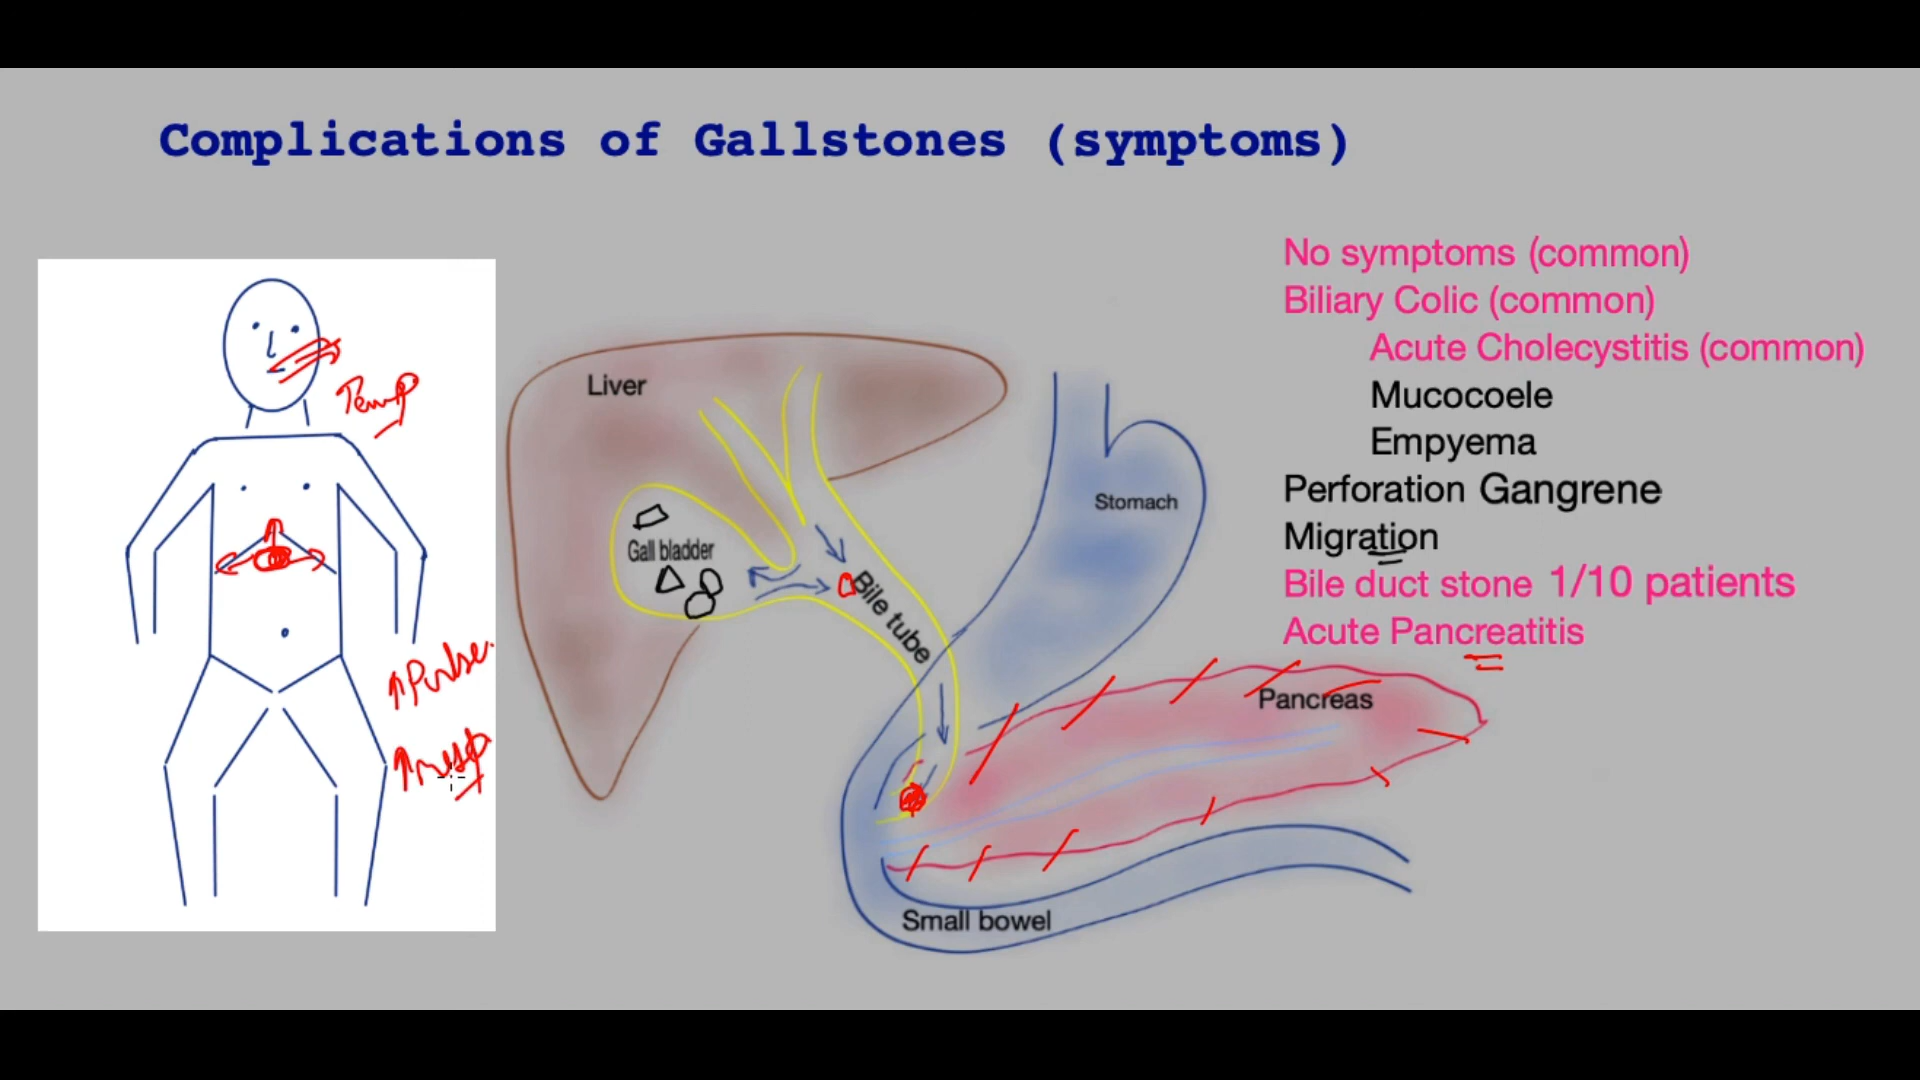 Complications of Gallstones (symptoms)
No symptoms (common)
Biliary Colic (common)
Acute Cholecystitis (common)
Mucocoele
Empyema
Perforation Gangrene
Migration
Bile duct stone 1/10 patients
Acute Pancreatitis
Temp
↑Pulse
↑resp
Liver
Gall bladder
Bile tube
Stomach
Pancreas
Small bowel